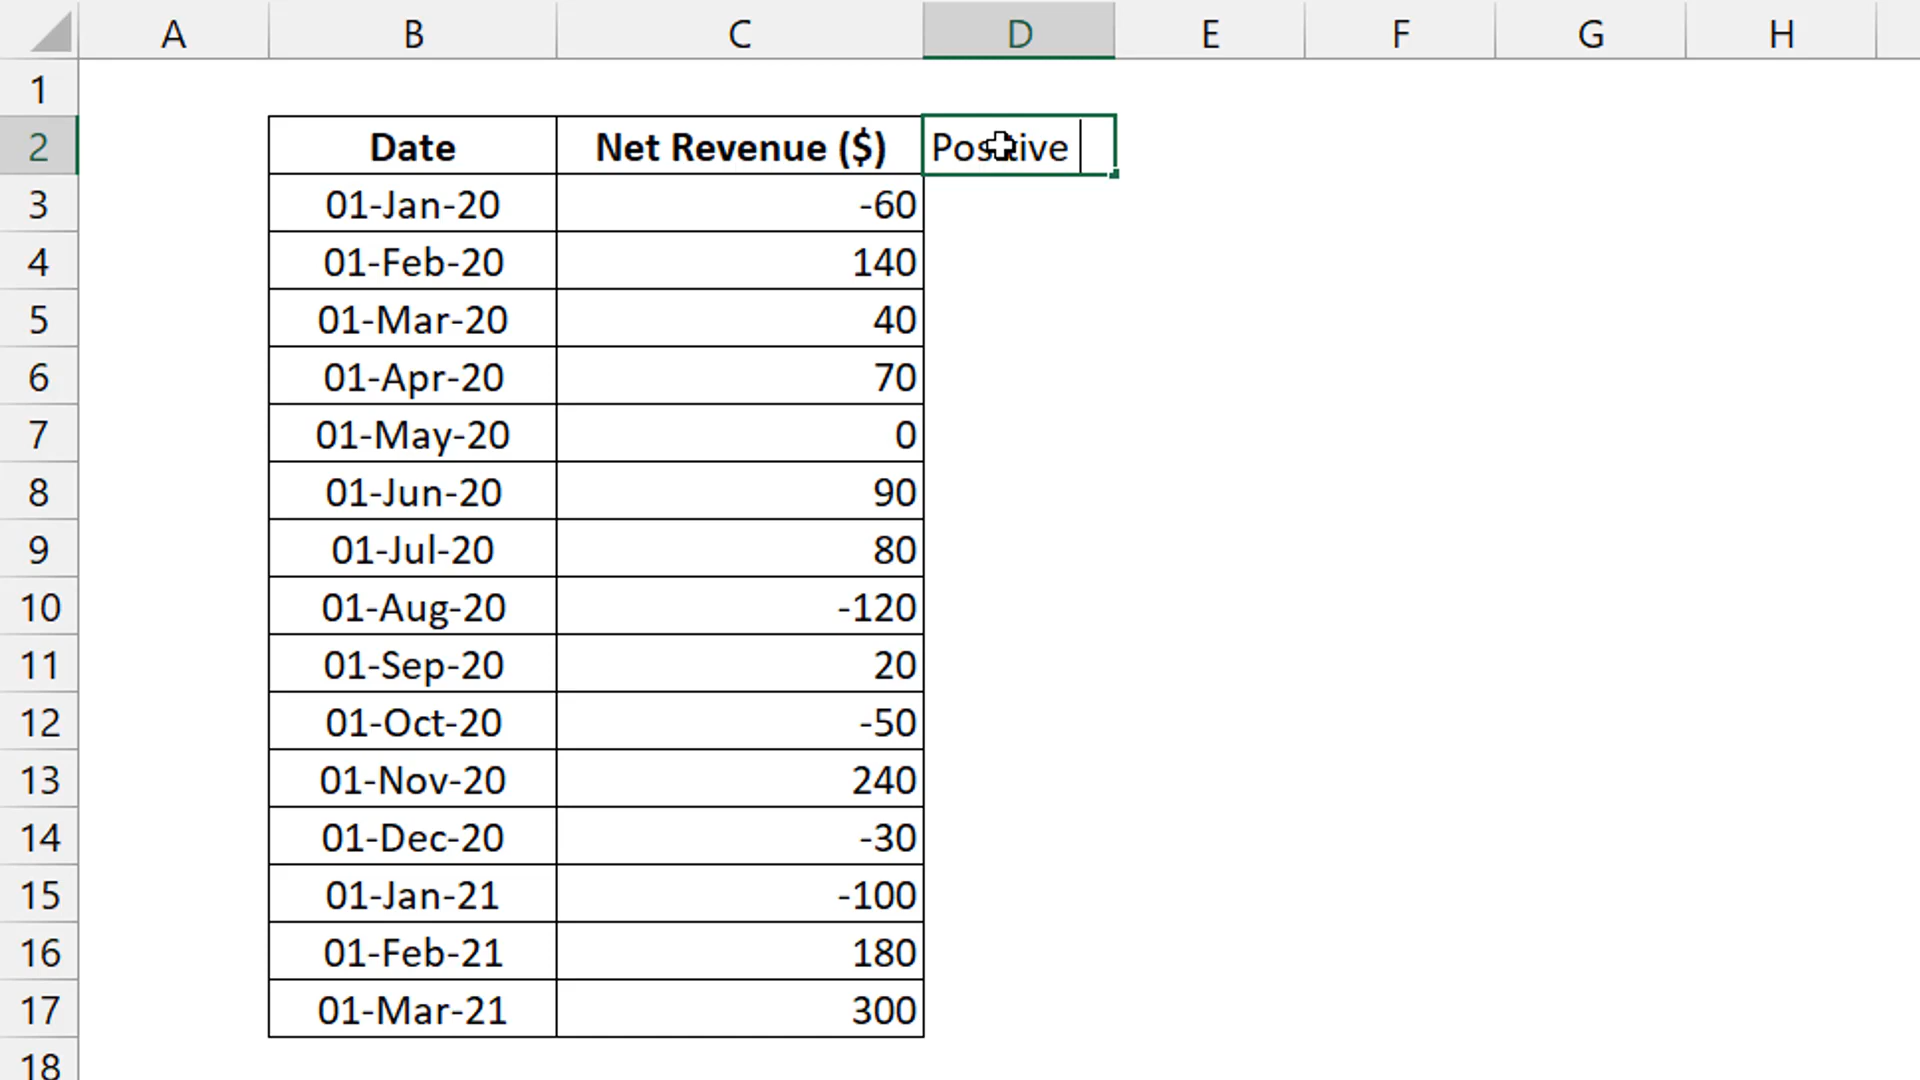 A B C D E F G H
1
2 Date Net Revenue ($) Positive
3 01-Jan-20 -60
4 01-Feb-20 140
5 01-Mar-20 40
6 01-Apr-20 70
7 01-May-20 0
8 01-Jun-20 90
9 01-Jul-20 80
10 01-Aug-20 -120
11 01-Sep-20 20
12 01-Oct-20 -50
13 01-Nov-20 240
14 01-Dec-20 -30
15 01-Jan-21 -100
16 01-Feb-21 180
17 01-Mar-21 300
18